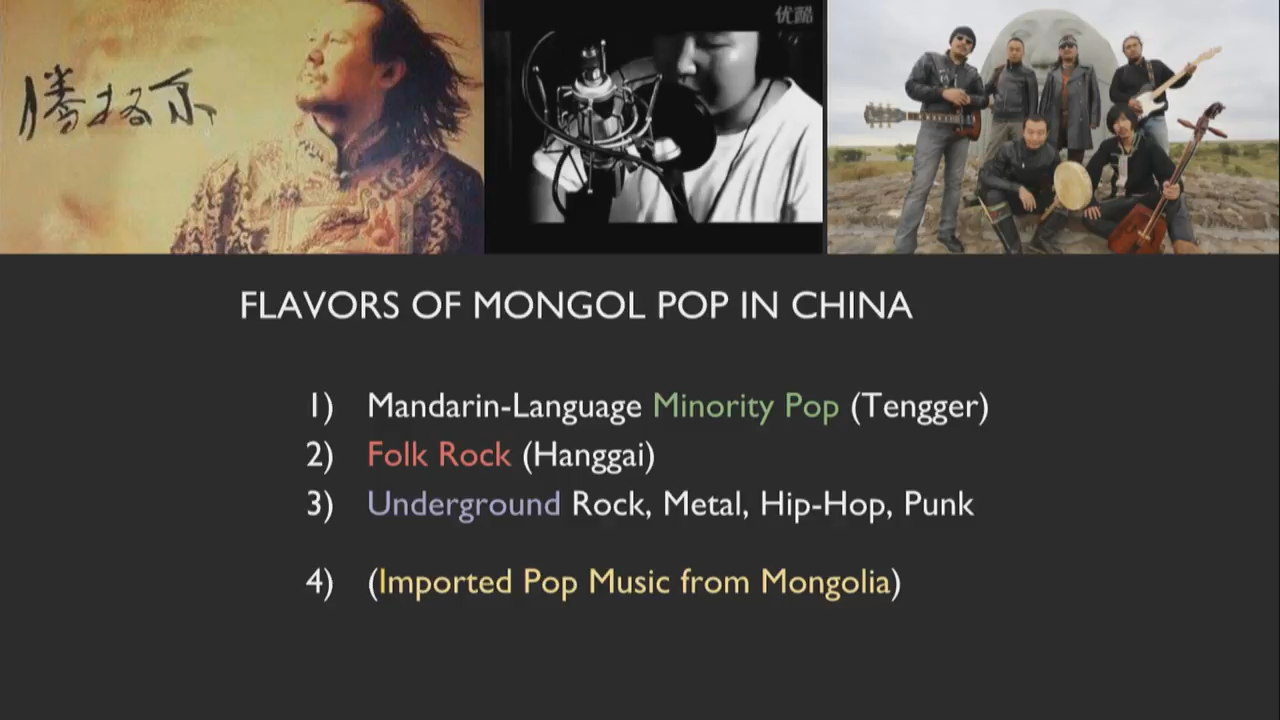 腾格尔
优酷
FLAVORS OF MONGOL POP IN CHINA
1) Mandarin-Language Minority Pop (Tengger)
2) Folk Rock (Hanggai)
3) Underground Rock, Metal, Hip-Hop, Punk
4) (Imported Pop Music from Mongolia)